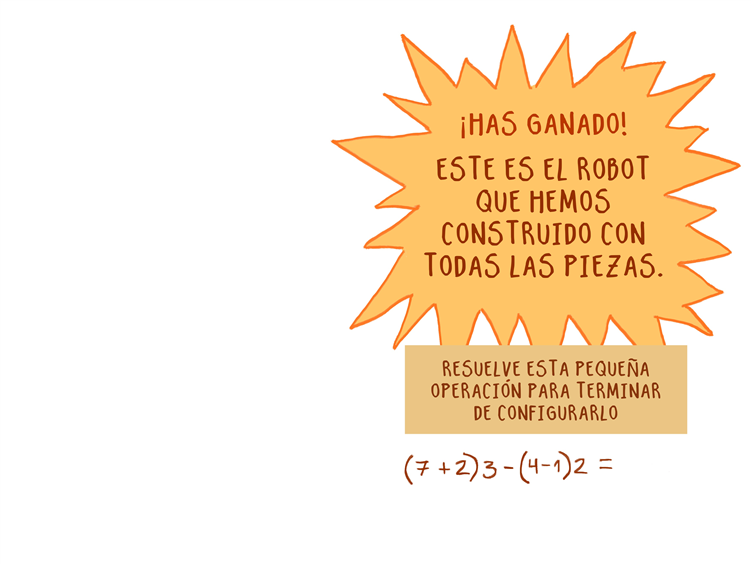 ¡HAS GANADO!
ESTE ES EL ROBOT
QUE HEMOS
CONSTRUIDO CON
TODAS LAS PIEZAS.
RESUELVE ESTA PEQUEÑA
OPERACIÓN PARA TERMINAR
DE CONFIGURARLO
(7+2)3-(4-1)2 =